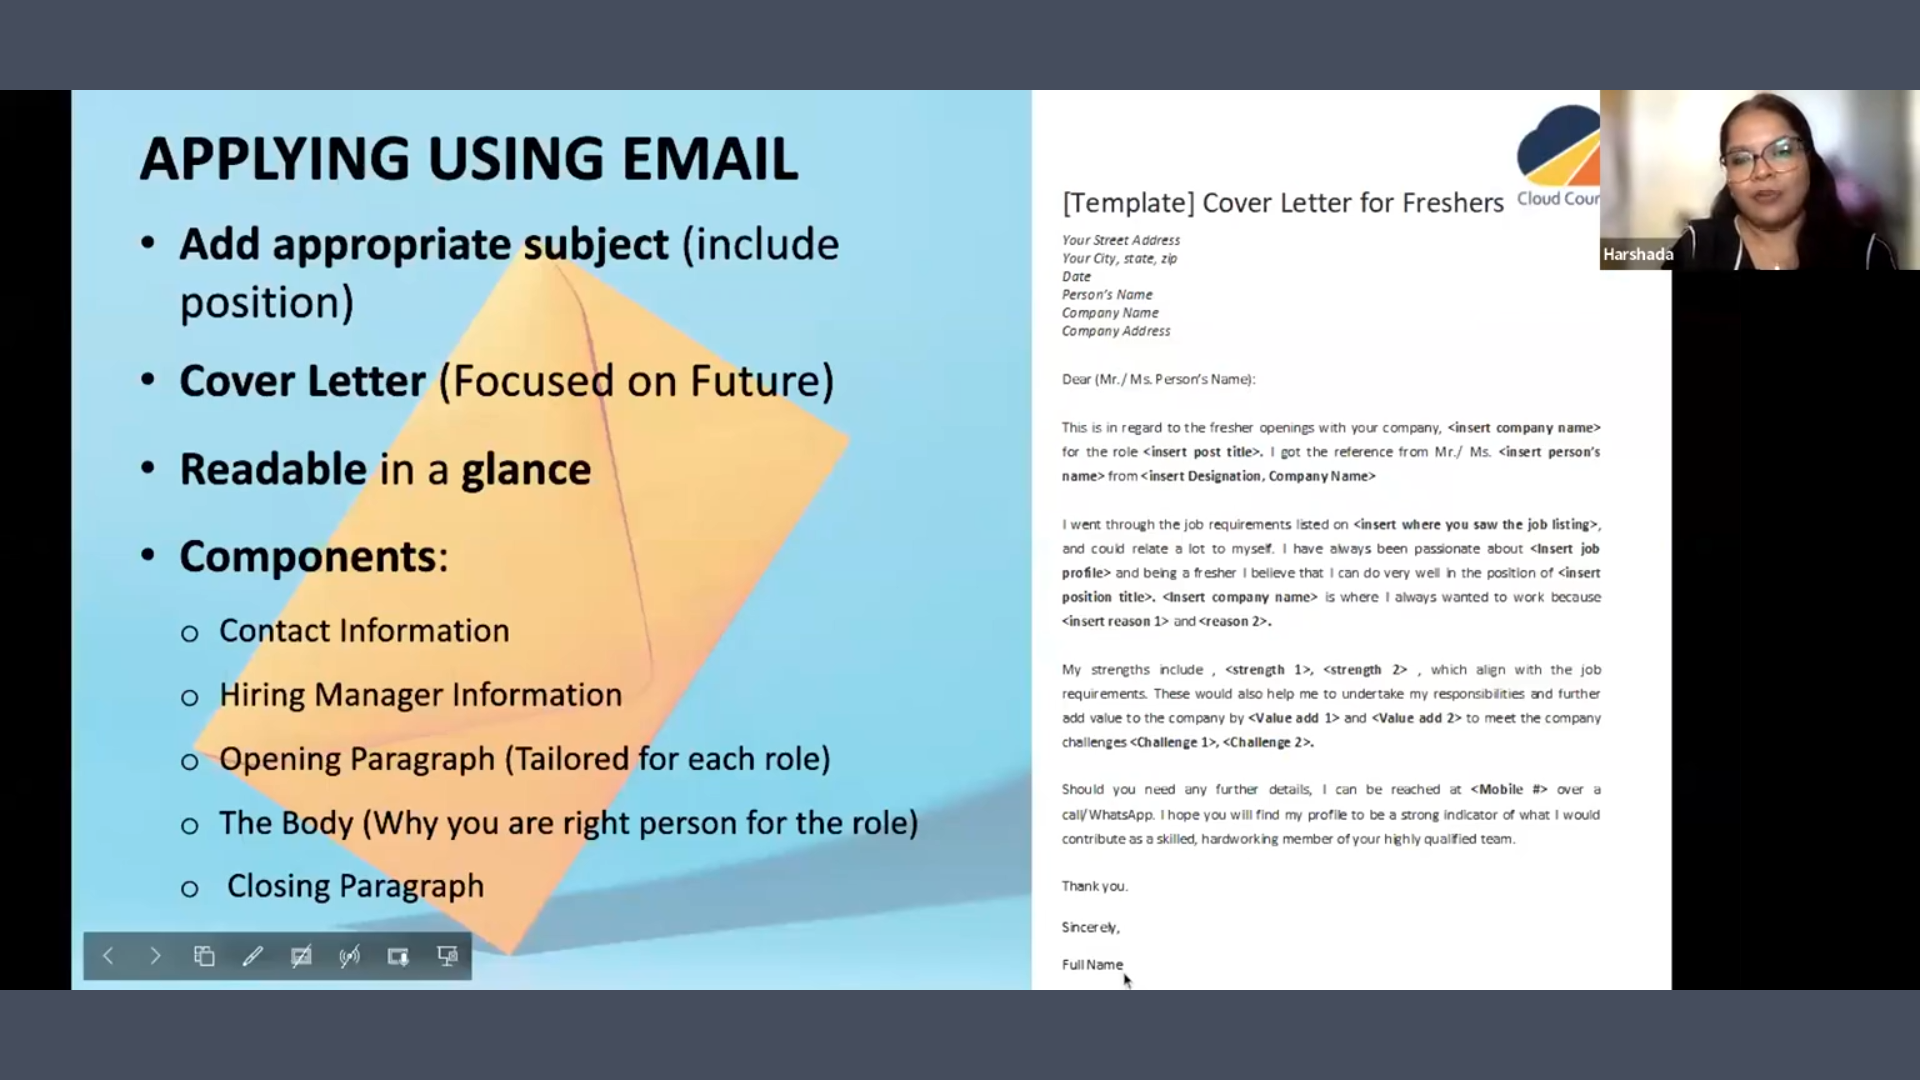 APPLYING USING EMAIL
• Add appropriate subject (include
position)
• Cover Letter (Focused on Future)
• Readable in a glance
• Components:
o Contact Information
o Hiring Manager Information
o Opening Paragraph (Tailored for each role)
o The Body (Why you are right person for the role)
o Closing Paragraph
[Template] Cover Letter for Freshers
Cloud Coun
Your Street Address
Your City, state, zip
Date
Person's Name
Company Name
Company Address
Dear (Mr./ Ms. Person's Name):
This is in regard to the fresher openings with your company, <insert company name>
for the role <insert post title>. I got the reference from Mr./ Ms. <insert person's
name> from <insert Designation, Company Name>
I went through the job requirements listed on <insert where you saw the job listing>,
and could relate a lot to myself. I have always been passionate about <Insert job
profile> and being a fresher I believe that I can do very well in the position of <insert
position title>. <Insert company name> is where I always wanted to work because
<insert reason 1> and <reason 2>.
My strengths include , <strength 1>, <strength 2> , which align with the job
requirements. These would also help me to undertake my responsibilities and further
add value to the company by <Value add 1> and <Value add 2> to meet the company
challenges <Challenge 1>, <Challenge 2>.
Should you need any further details, I can be reached at <Mobile #> over a
call/WhatsApp. I hope you will find my profile to be a strong indicator of what I would
contribute as a skilled, hardworking member of your highly qualified team.
Thank you.
Sincerely,
Full Name
Harshada